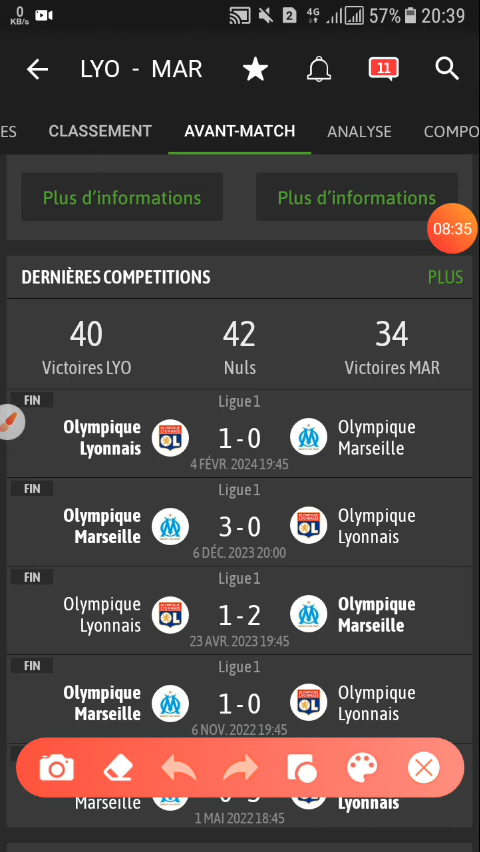 0
KB/s
2
4G
57%
20:39
LYO - MAR
11
ES
CLASSEMENT
AVANT-MATCH
ANALYSE
COMPO
Plus d’informations
Plus d’informations
08:35
DERNIÈRES COMPETITIONS
PLUS
40
42
34
Victoires LYO
Nuls
Victoires MAR
FIN
Ligue 1
Olympique
Lyonnais
1-0
Olympique
Marseille
4 FÉVR. 2024 19:45
FIN
Ligue 1
Olympique
Marseille
3-0
Olympique
Lyonnais
6 DÉC. 2023 20:00
FIN
Ligue 1
Olympique
Lyonnais
1-2
Olympique
Marseille
23 AVR. 2023 19:45
FIN
Ligue 1
Olympique
Marseille
1-0
Olympique
Lyonnais
6 NOV. 2022 19:45
Marseille
0-3
Lyonnais
1 MAI 2022 18:45